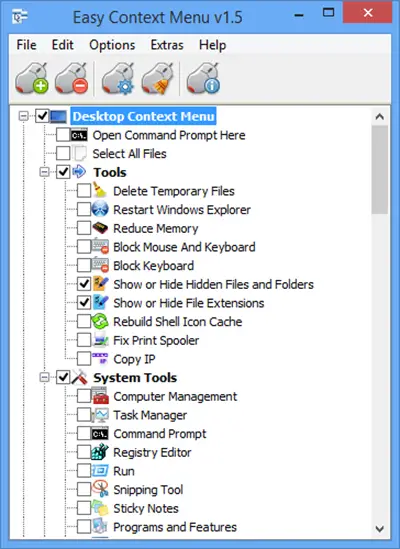 Easy Context Menu v1.5
File Edit Options Extras Help
Desktop Context Menu
Open Command Prompt Here
Select All Files
Tools
Delete Temporary Files
Restart Windows Explorer
Reduce Memory
Block Mouse And Keyboard
Block Keyboard
Show or Hide Hidden Files and Folders
Show or Hide File Extensions
Rebuild Shell Icon Cache
Fix Print Spooler
Copy IP
System Tools
Computer Management
Task Manager
Command Prompt
Registry Editor
Run
Snipping Tool
Sticky Notes
Programs and Features